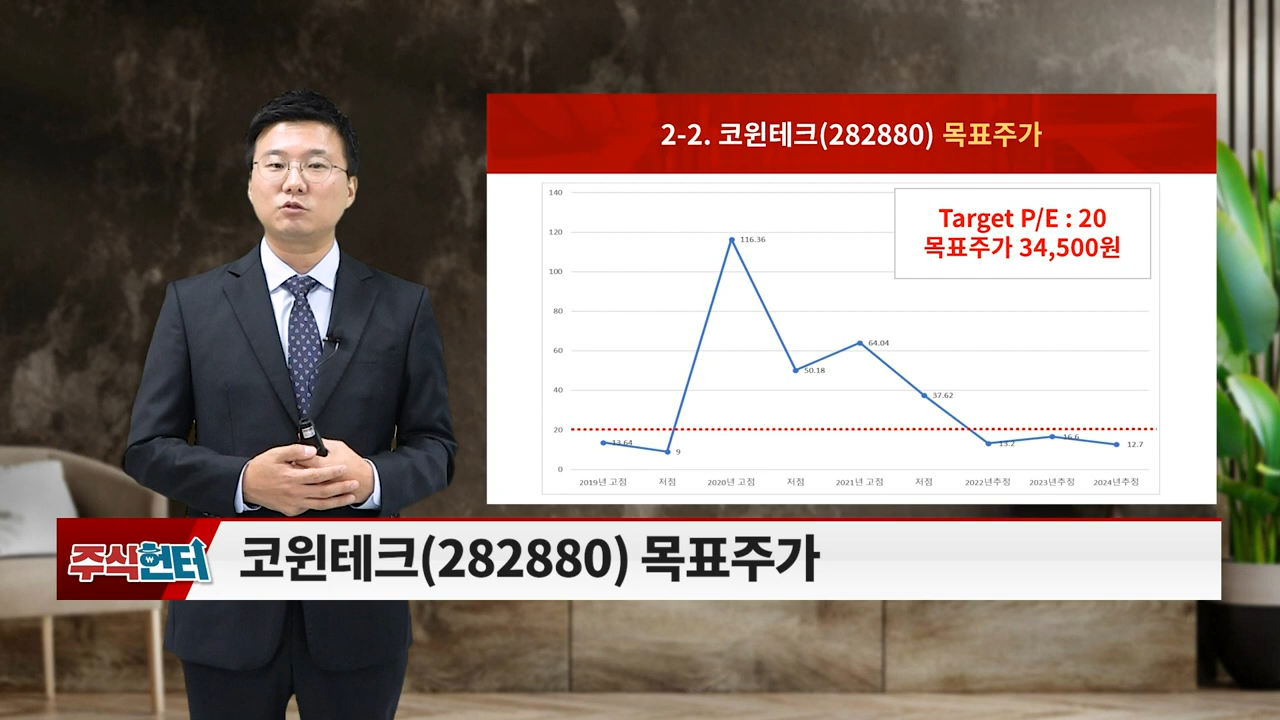 2-2. 코윈테크(282880) 목표주가
Target P/E : 20
목표주가 34,500원
140
120
100
80
60
40
20
0
13.64
9
116.36
50.18
64.04
37.62
13.2
16.6
12.7
2019년 고점
저점
2020년 고점
저점
2021년 고점
저점
2022년추정
2023년추정
2024년추정
주식헌터
코윈테크(282880) 목표주가